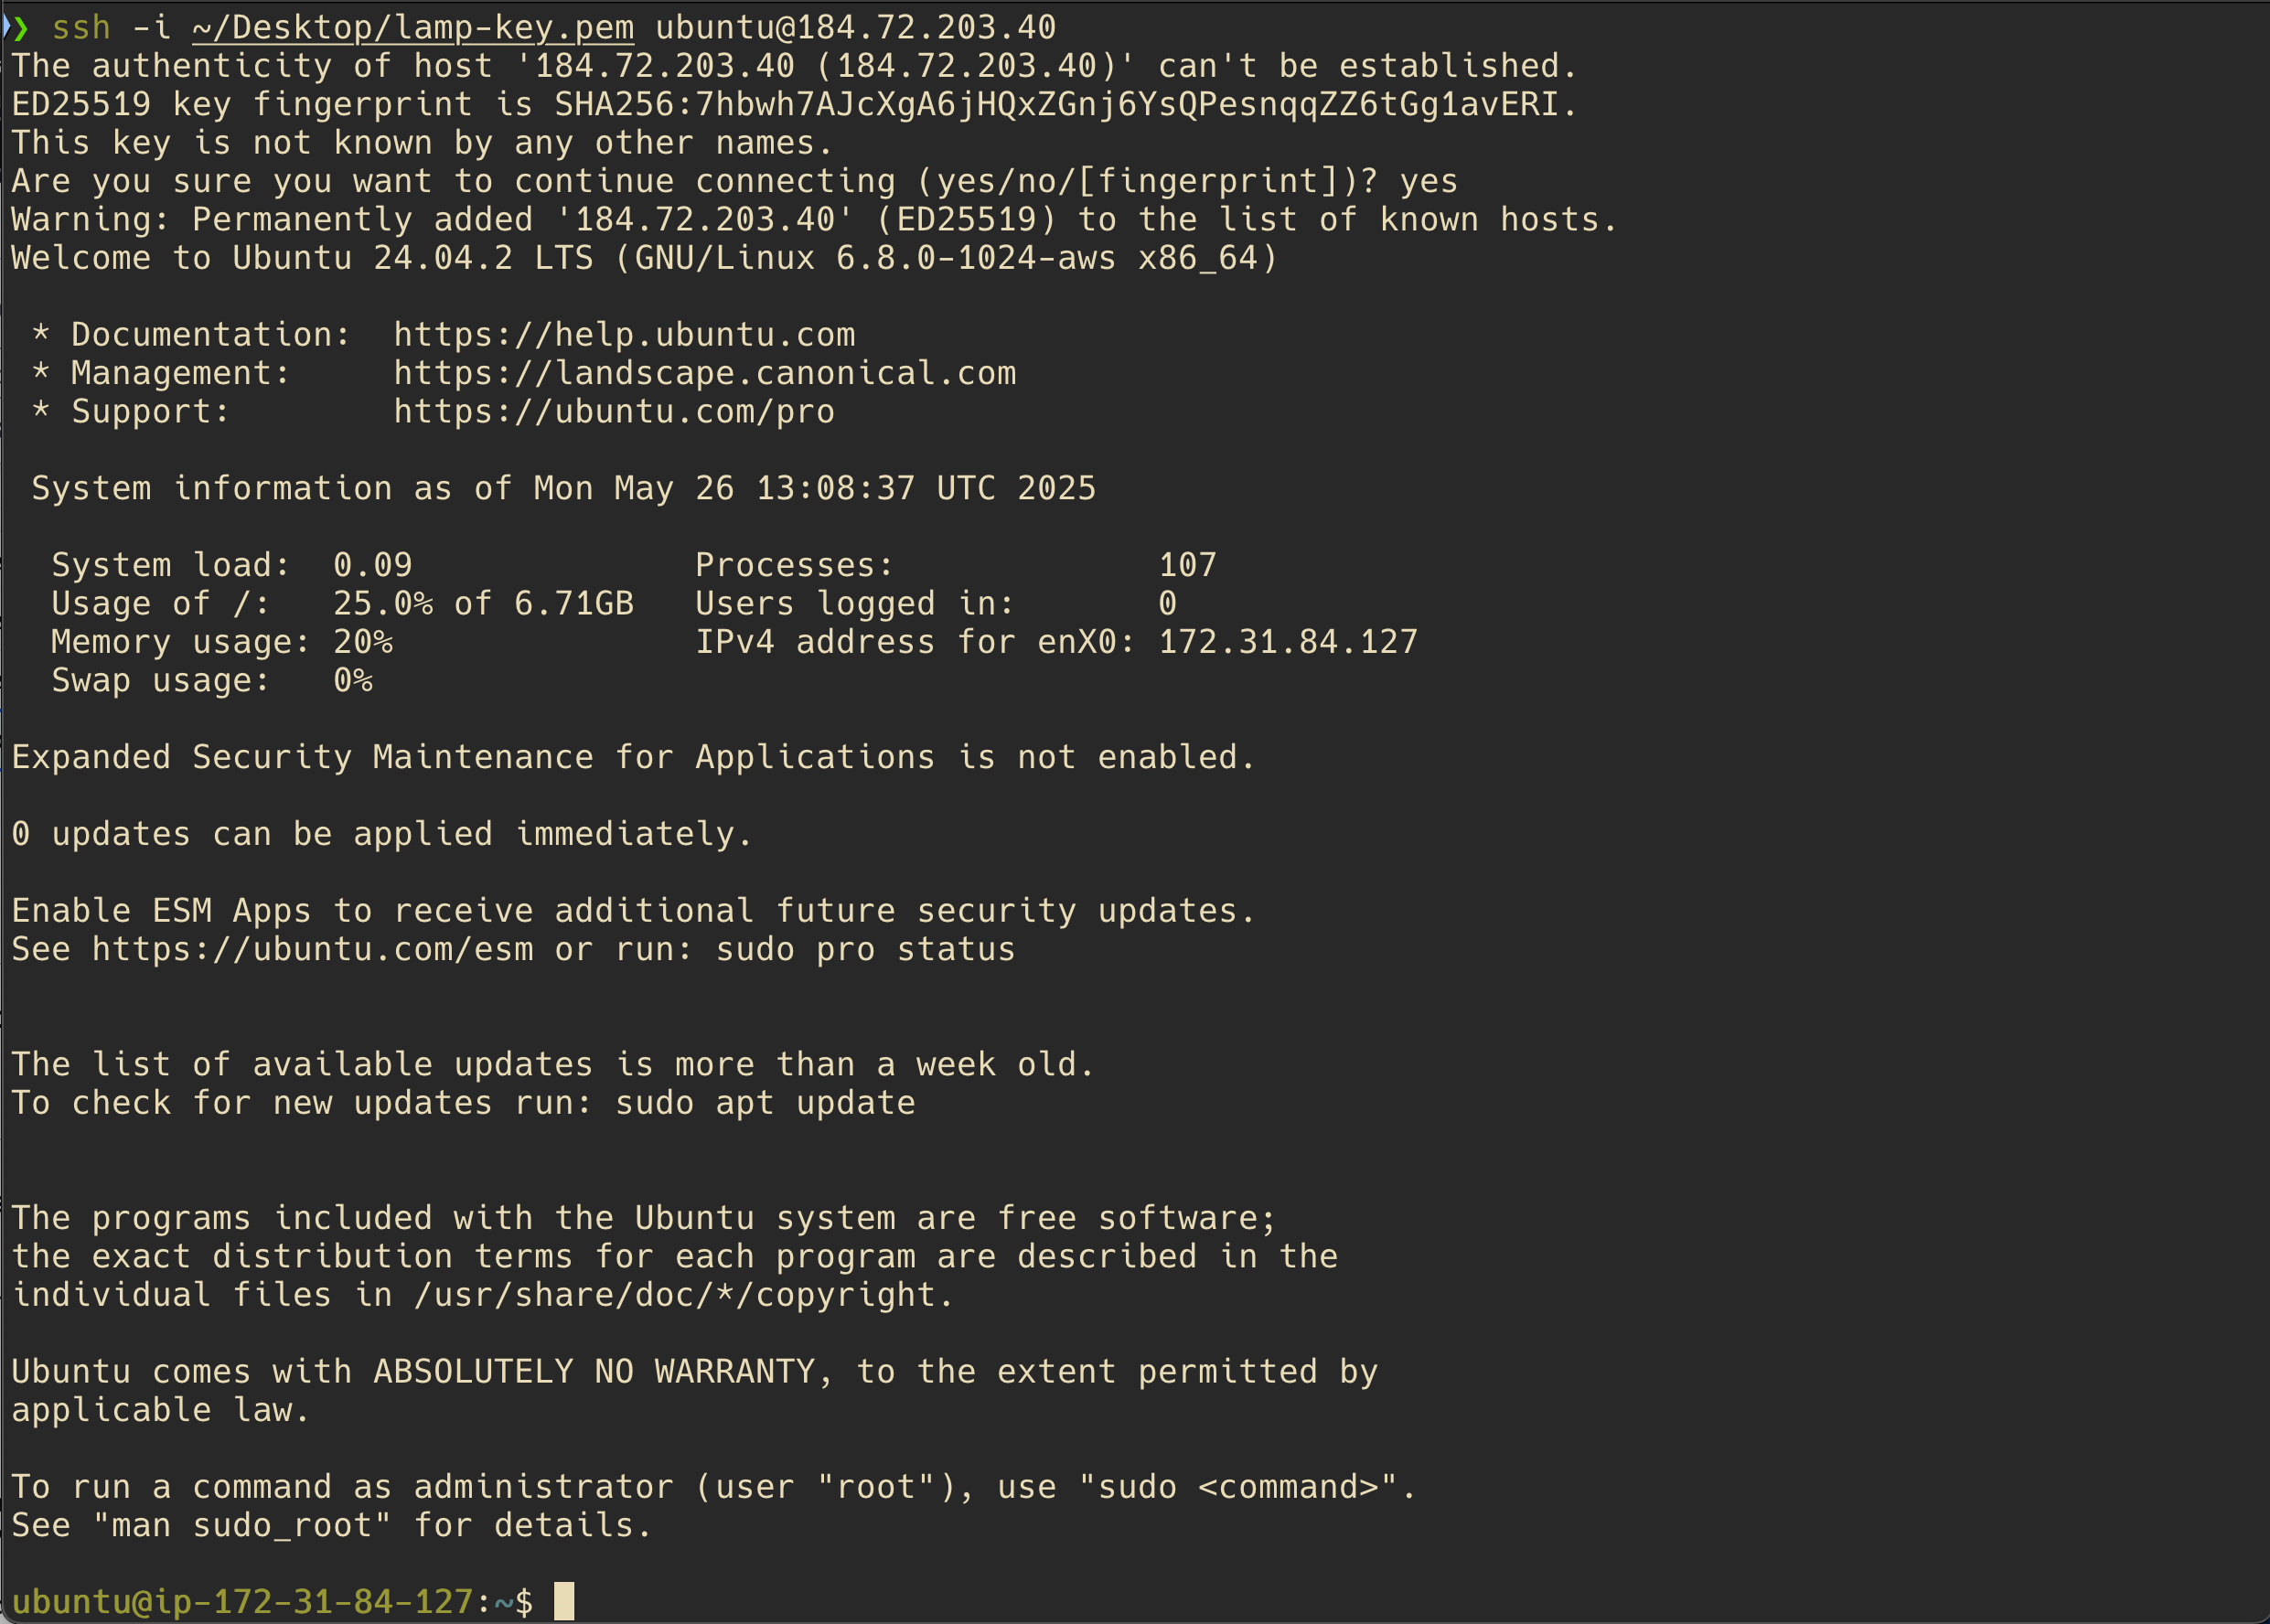 ❯ ssh -i ~/Desktop/lamp-key.pem ubuntu@184.72.203.40
The authenticity of host '184.72.203.40 (184.72.203.40)' can't be established.
ED25519 key fingerprint is SHA256:7hbwh7AJcXgA6jHQxZGnj6YsQPesnqqZZ6tGg1avERI.
This key is not known by any other names.
Are you sure you want to continue connecting (yes/no/[fingerprint])? yes
Warning: Permanently added '184.72.203.40' (ED25519) to the list of known hosts.
Welcome to Ubuntu 24.04.2 LTS (GNU/Linux 6.8.0-1024-aws x86_64)

 * Documentation:  https://help.ubuntu.com
 * Management:     https://landscape.canonical.com
 * Support:        https://ubuntu.com/pro

 System information as of Mon May 26 13:08:37 UTC 2025

  System load:  0.09              Processes:             107
  Usage of /:   25.0% of 6.71GB   Users logged in:       0
  Memory usage: 20%               IPv4 address for enX0: 172.31.84.127
  Swap usage:   0%

Expanded Security Maintenance for Applications is not enabled.

0 updates can be applied immediately.

Enable ESM Apps to receive additional future security updates.
See https://ubuntu.com/esm or run: sudo pro status

The list of available updates is more than a week old.
To check for new updates run: sudo apt update

The programs included with the Ubuntu system are free software;
the exact distribution terms for each program are described in the
individual files in /usr/share/doc/*/copyright.

Ubuntu comes with ABSOLUTELY NO WARRANTY, to the extent permitted by
applicable law.

To run a command as administrator (user "root"), use "sudo <command>".
See "man sudo_root" for details.

ubuntu@ip-172-31-84-127:~$